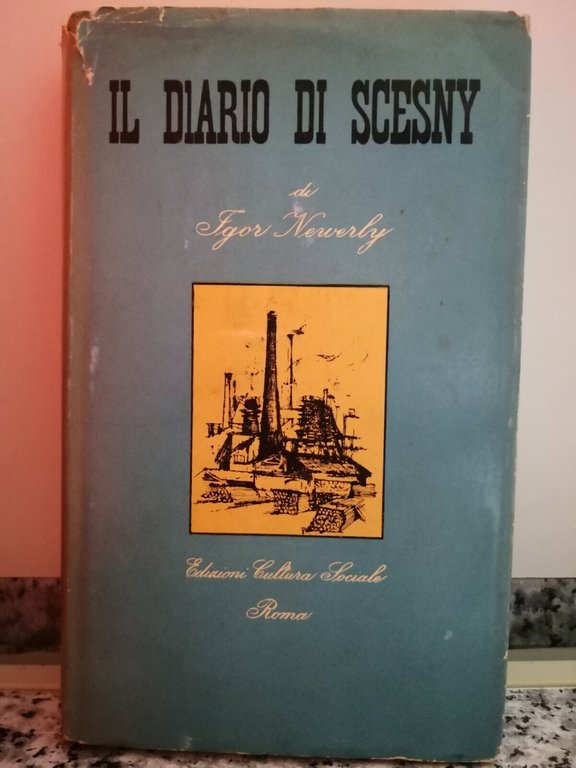 IL DIARIO DI SCESNY
di
Igor Newerly
Edizioni Cultura Sociale
Roma